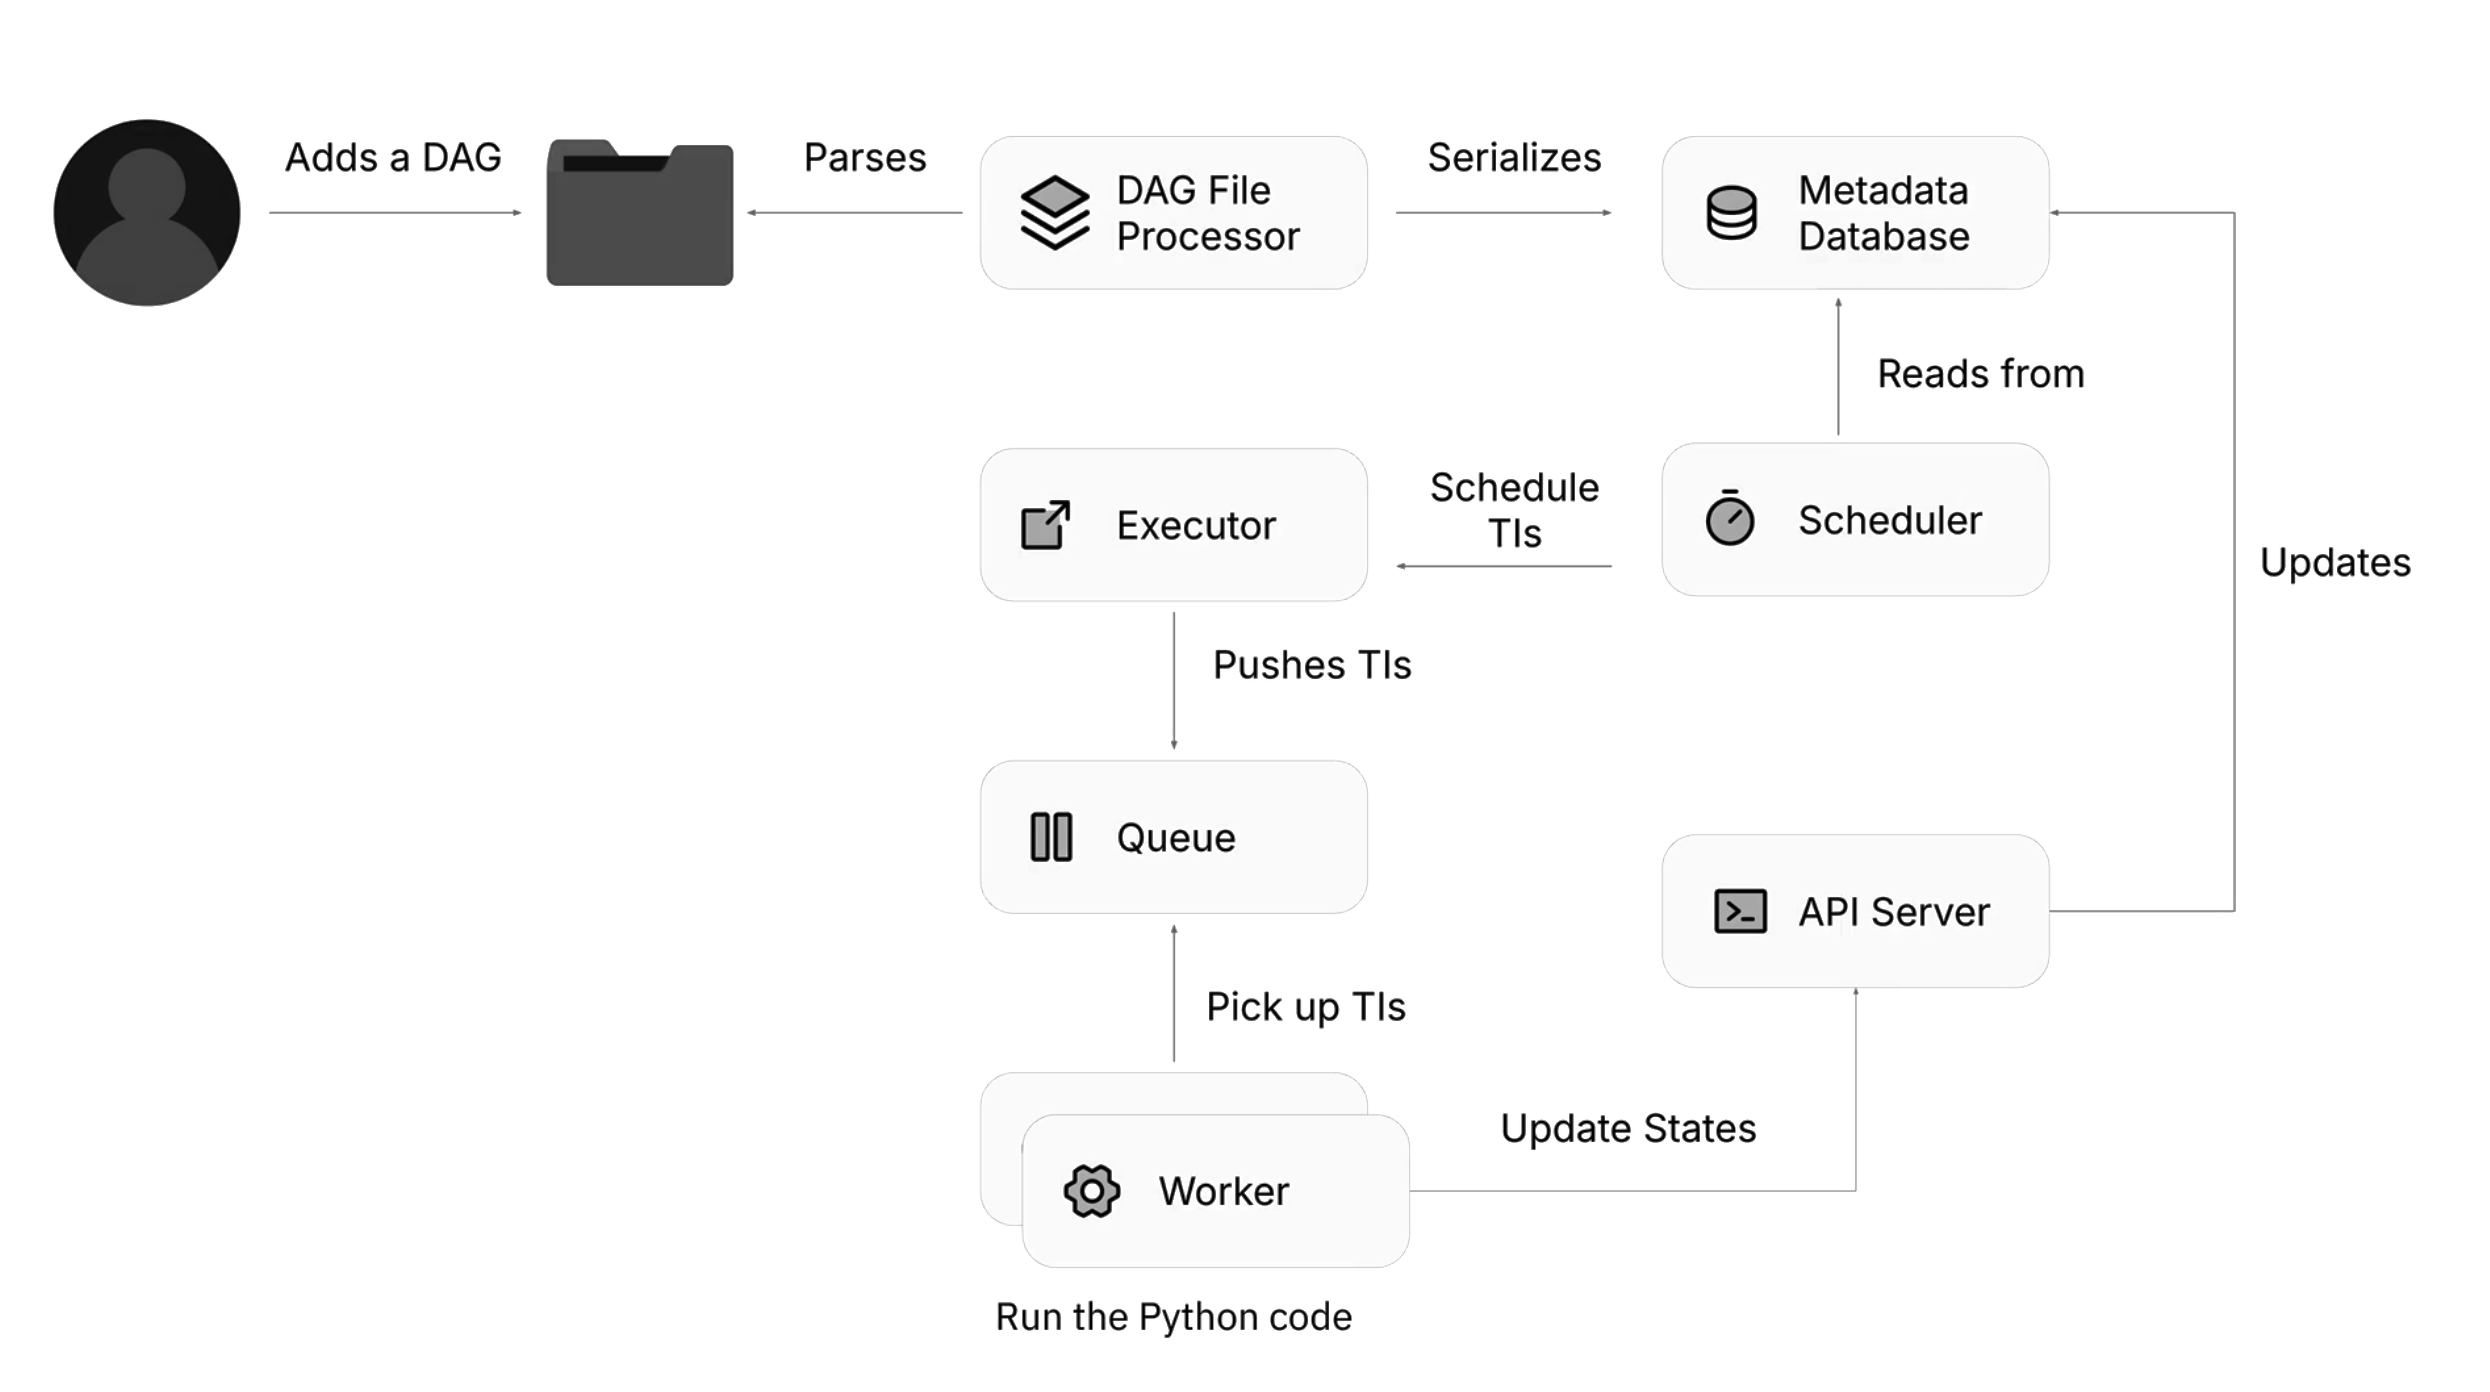 Adds a DAG
Parses
DAG File
Processor
Serializes
Metadata
Database
Reads from
Executor
Schedule
TIs
Scheduler
Updates
Pushes TIs
Queue
API Server
Pick up TIs
Update States
Worker
Run the Python code